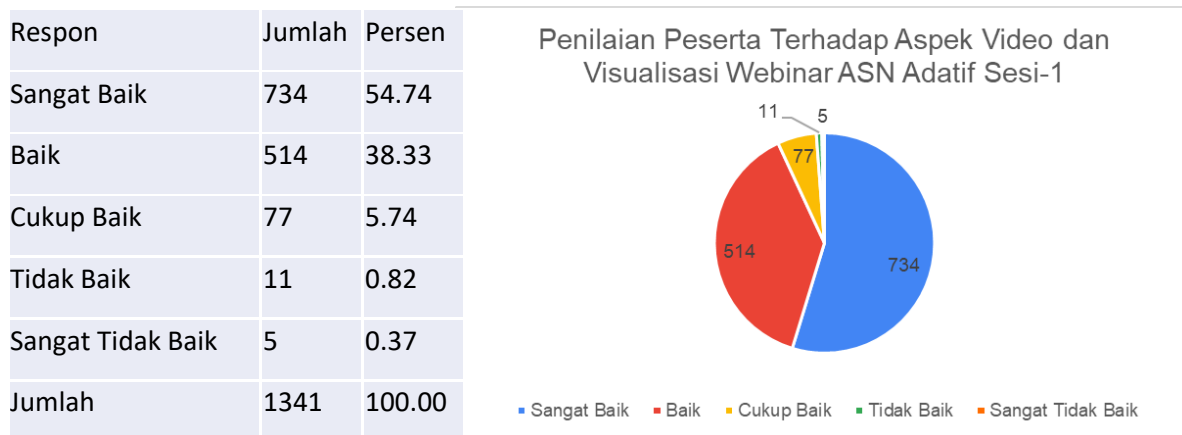 Respon Jumlah Persen
Sangat Baik 734 54.74
Baik 514 38.33
Cukup Baik 77 5.74
Tidak Baik 11 0.82
Sangat Tidak Baik 5 0.37
Jumlah 1341 100.00
Penilaian Peserta Terhadap Aspek Video dan
Visualisasi Webinar ASN Adatif Sesi-1
11 5
77
514
734
Sangat Baik Baik Cukup Baik Tidak Baik Sangat Tidak Baik